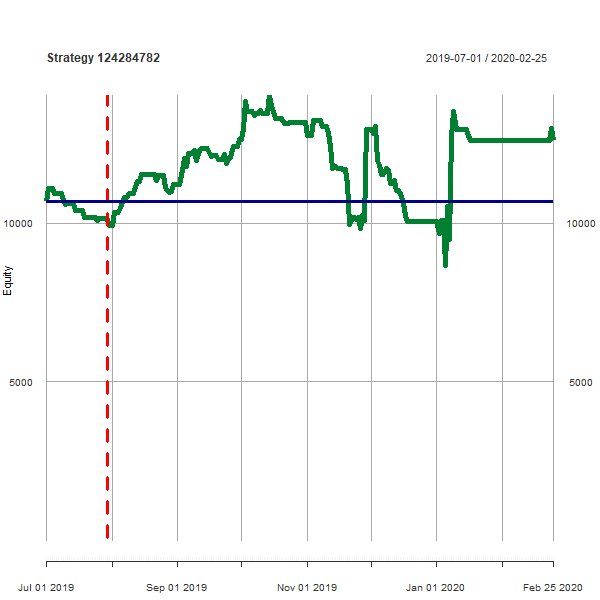 Strategy 124284782
2019-07-01 / 2020-02-25
10000
10000
Equity
5000
5000
Jul 01 2019
Sep 01 2019
Nov 01 2019
Jan 01 2020
Feb 25 2020